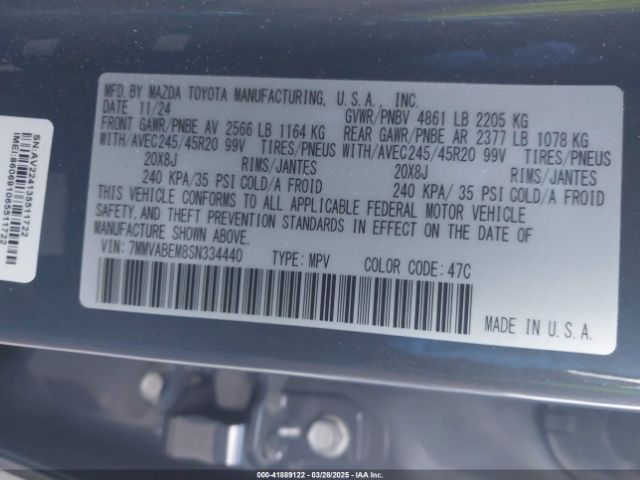 MFD. BY MAZDA TOYOTA MANUFACTURING, U.S.A. INC.
DATE 11/24 GVWR/PNBV 4861 LB 2205 KG
FRONT GAWR/PNBE AV 2566 LB 1164 KG REAR GAWR/PNBE AR 2377 LB 1078 KG
WITH/AVEC245/45R20 99V TIRES/PNEUS WITH/AVEC245/45R20 99V TIRES/PNEUS
20X8J RIMS/JANTES 20X8J RIMS/JANTES
240 KPA/35 PSI COLD/A FROID 240 KPA/35 PSI COLD/A FROID
THIS VEHICLE CONFORMS TO ALL APPLICABLE FEDERAL MOTOR VEHICLE
SAFETY, AND THEFT PREVENTION STANDARDS IN EFFECT ON THE DATE OF
MANUFACTURE SHOWN ABOVE.
VIN: 7MMVABEM8SN334440 TYPE: MPV COLOR CODE: 47C
MADE IN U.S.A.
SN:AV224135511722
IMEI:860691065511722
000-41889122 | 03/28/2025 - IAA Inc.